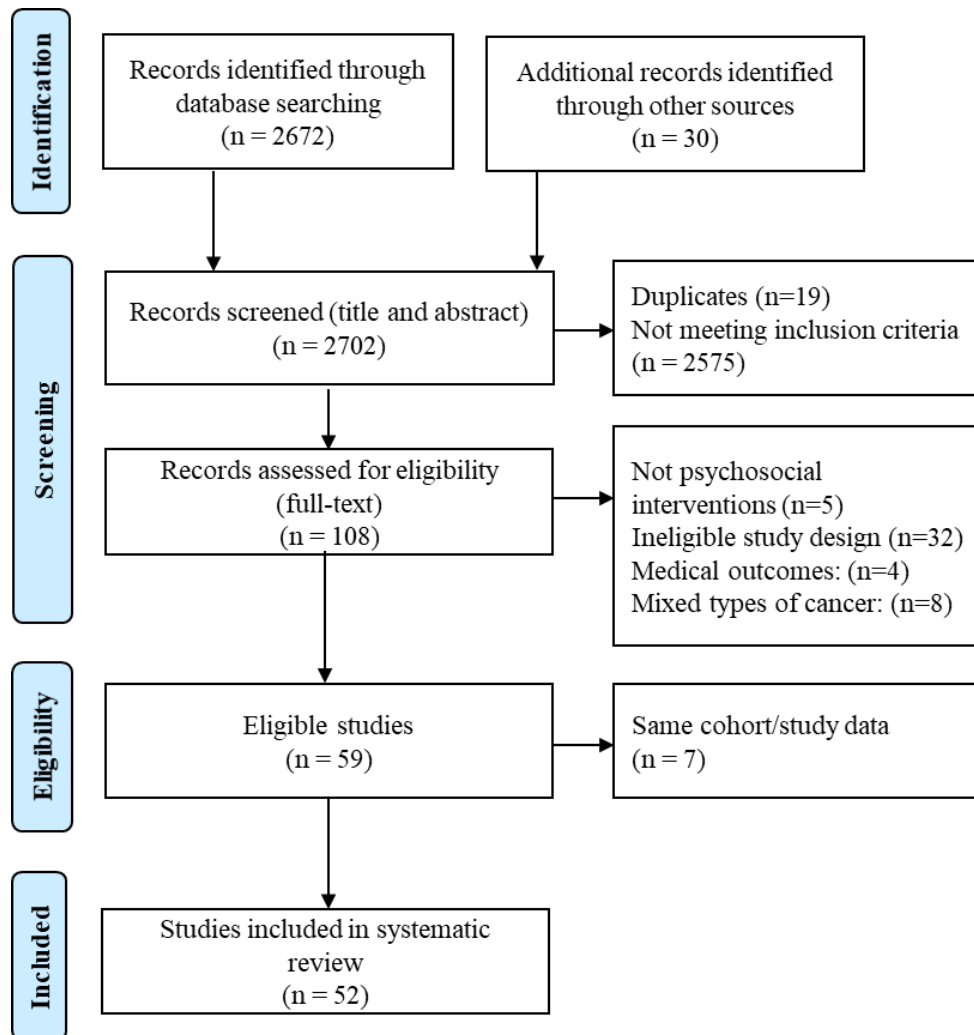 Identification
Records identified through
database searching
(n = 2672)
Additional records identified
through other sources
(n = 30)
Screening
Records screened (title and abstract)
(n = 2702)
Duplicates (n=19)
Not meeting inclusion criteria
(n = 2575)
Records assessed for eligibility
(full-text)
(n = 108)
Not psychosocial
interventions (n=5)
Ineligible study design (n=32)
Medical outcomes: (n=4)
Mixed types of cancer: (n=8)
Eligibility
Eligible studies
(n = 59)
Same cohort/study data
(n = 7)
Included
Studies included in systematic
review
(n = 52)